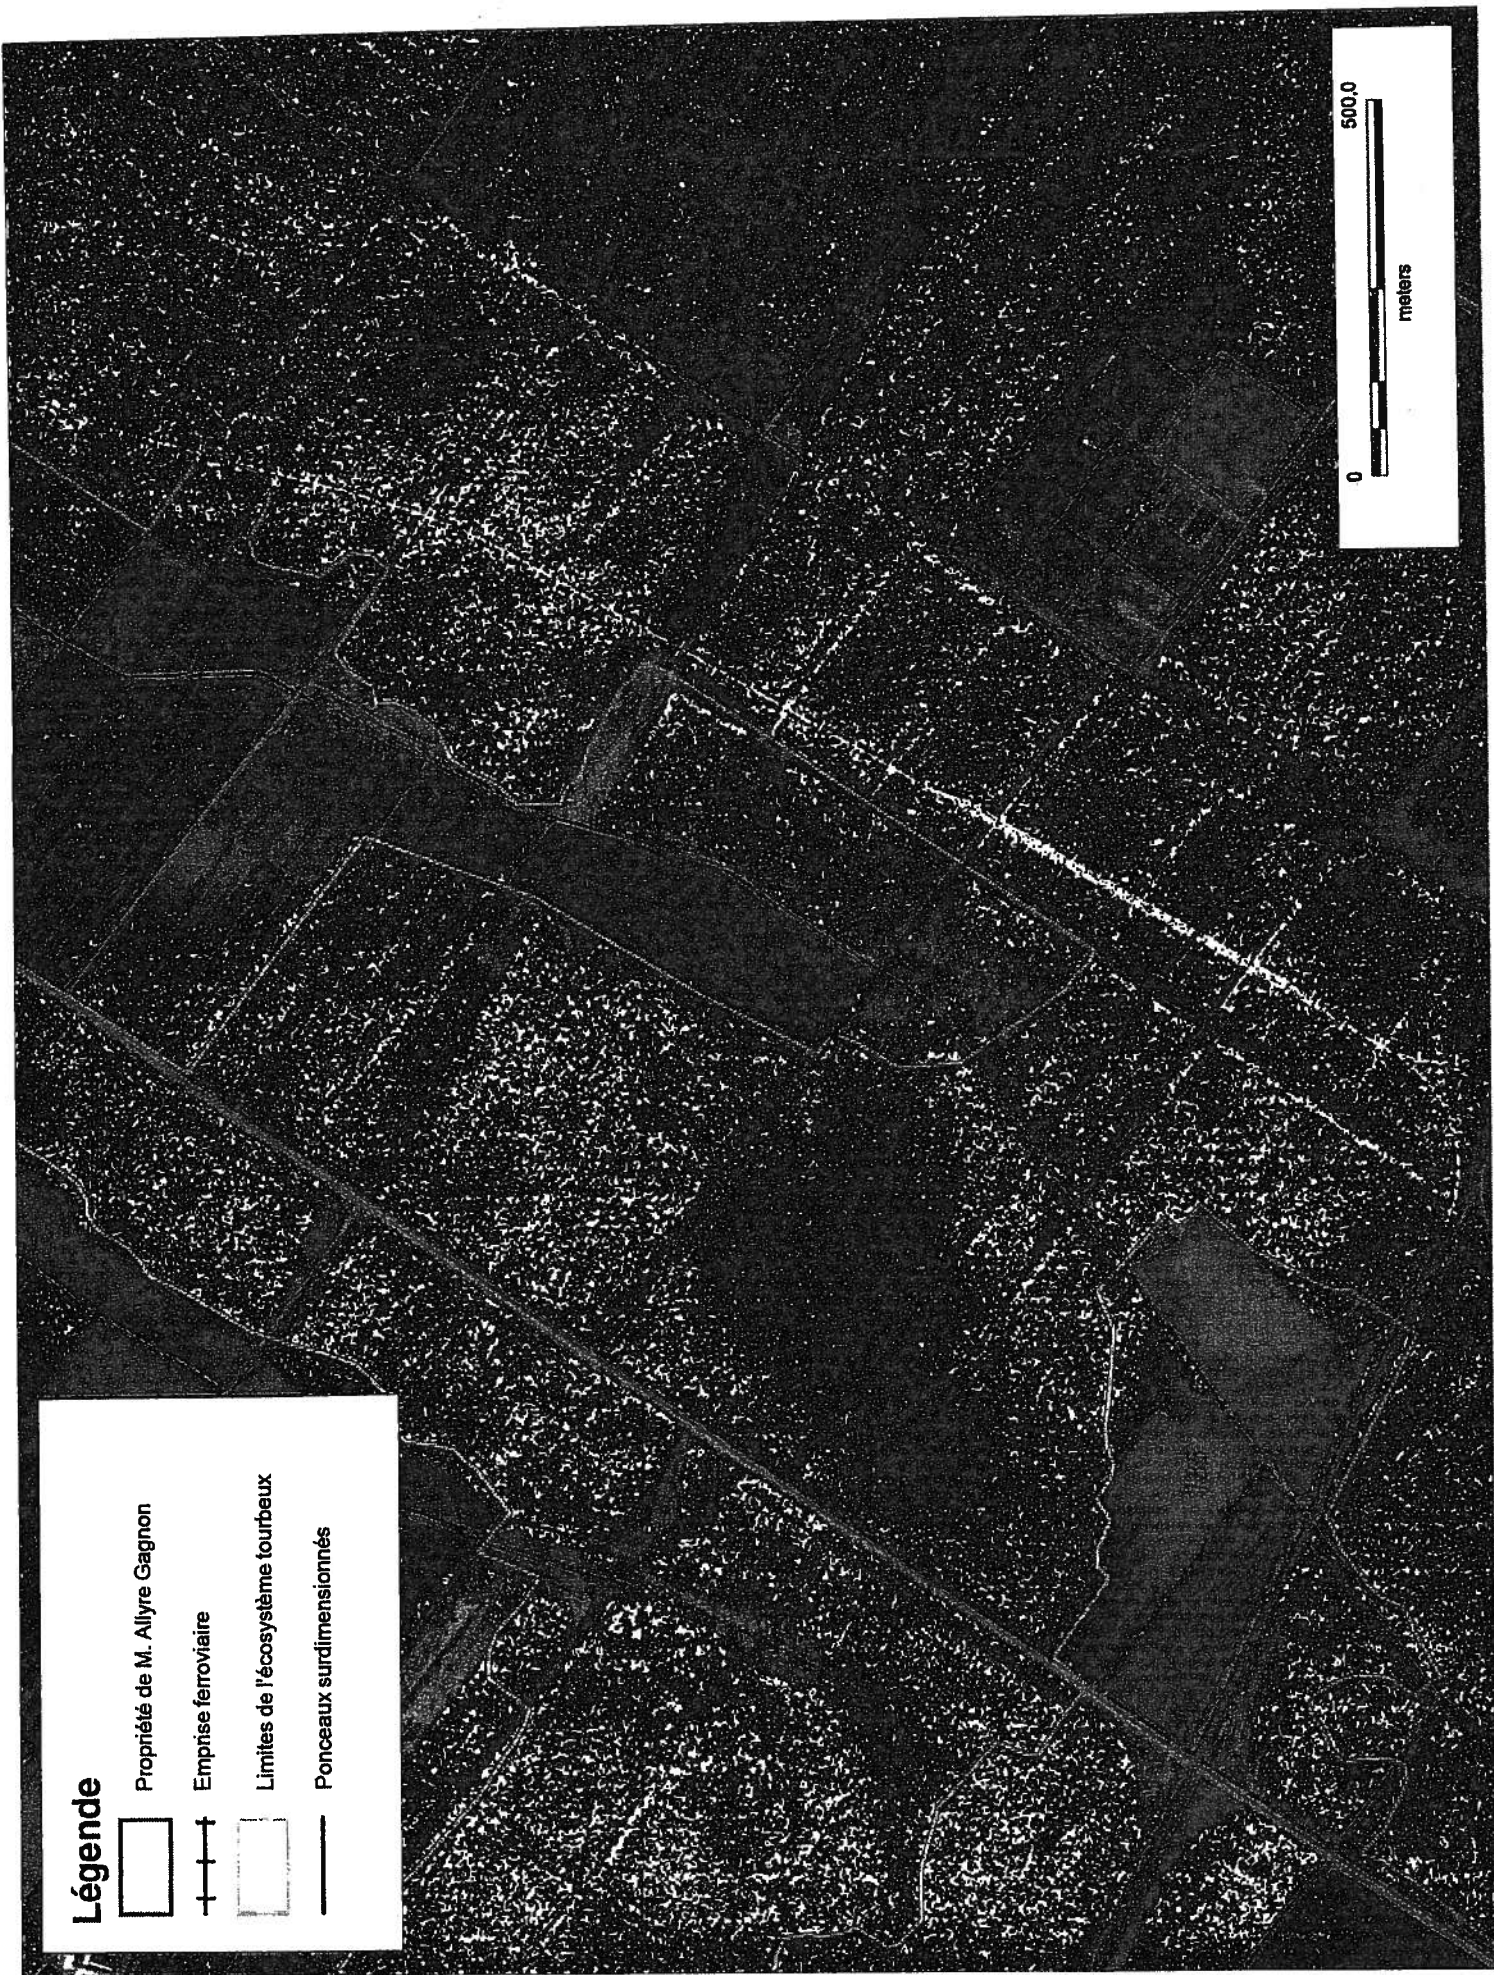 Légende
Propriété de M. Allyre Gagnon
Emprise ferroviaire
Limites de l'écosystème tourbeux
Ponceaux surdimensionnés
0
500,0
meters